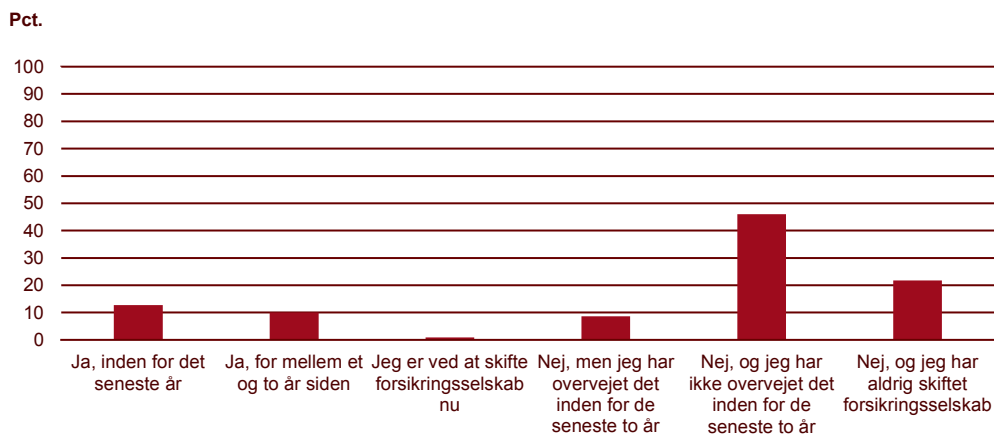 Pct.
100
90
80
70
60
50
40
30
20
10
0
Ja, inden for det
seneste år
Ja, for mellem et
og to år siden
Jeg er ved at skifte
forsikringsselskab
nu
Nej, men jeg har
overvejet det
inden for de
seneste to år
Nej, og jeg har
ikke overvejet det
inden for de
seneste to år
Nej, og jeg har
aldrig skiftet
forsikringsselskab